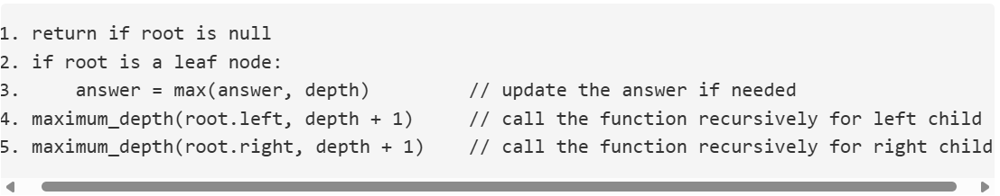 1. return if root is null
2. if root is a leaf node:
3.     answer = max(answer, depth)         // update the answer if needed
4. maximum_depth(root.left, depth + 1)     // call the function recursively for left child
5. maximum_depth(root.right, depth + 1)    // call the function recursively for right child